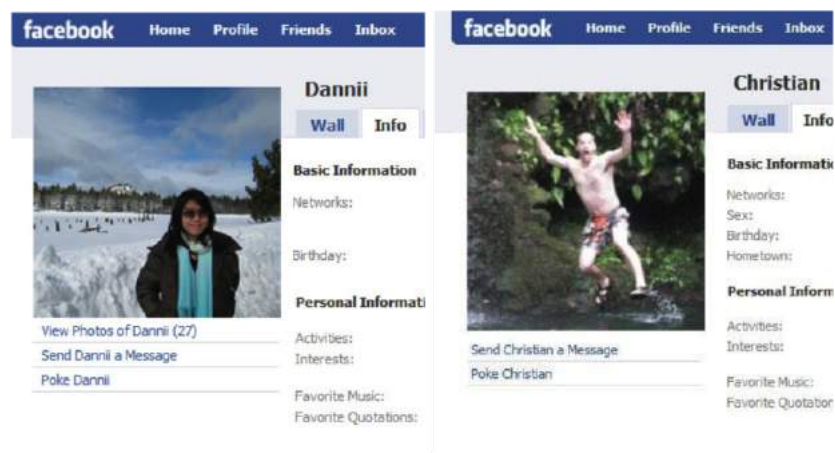 facebook Home Profile Friends Inbox
Dannii
Wall Info
Basic Information
Networks:
Birthday:
Personal Informati
Activities:
Interests:
Favorite Music:
Favorite Quotations:
View Photos of Dannii (27)
Send Dannii a Message
Poke Dannii
facebook Home Profile Friends Inbox
Christian
Wall Info
Basic Informatio
Networks:
Sex:
Birthday:
Hometown:
Personal Inform
Activities:
Interests:
Favorite Music:
Favorite Quotation
Send Christian a Message
Poke Christian